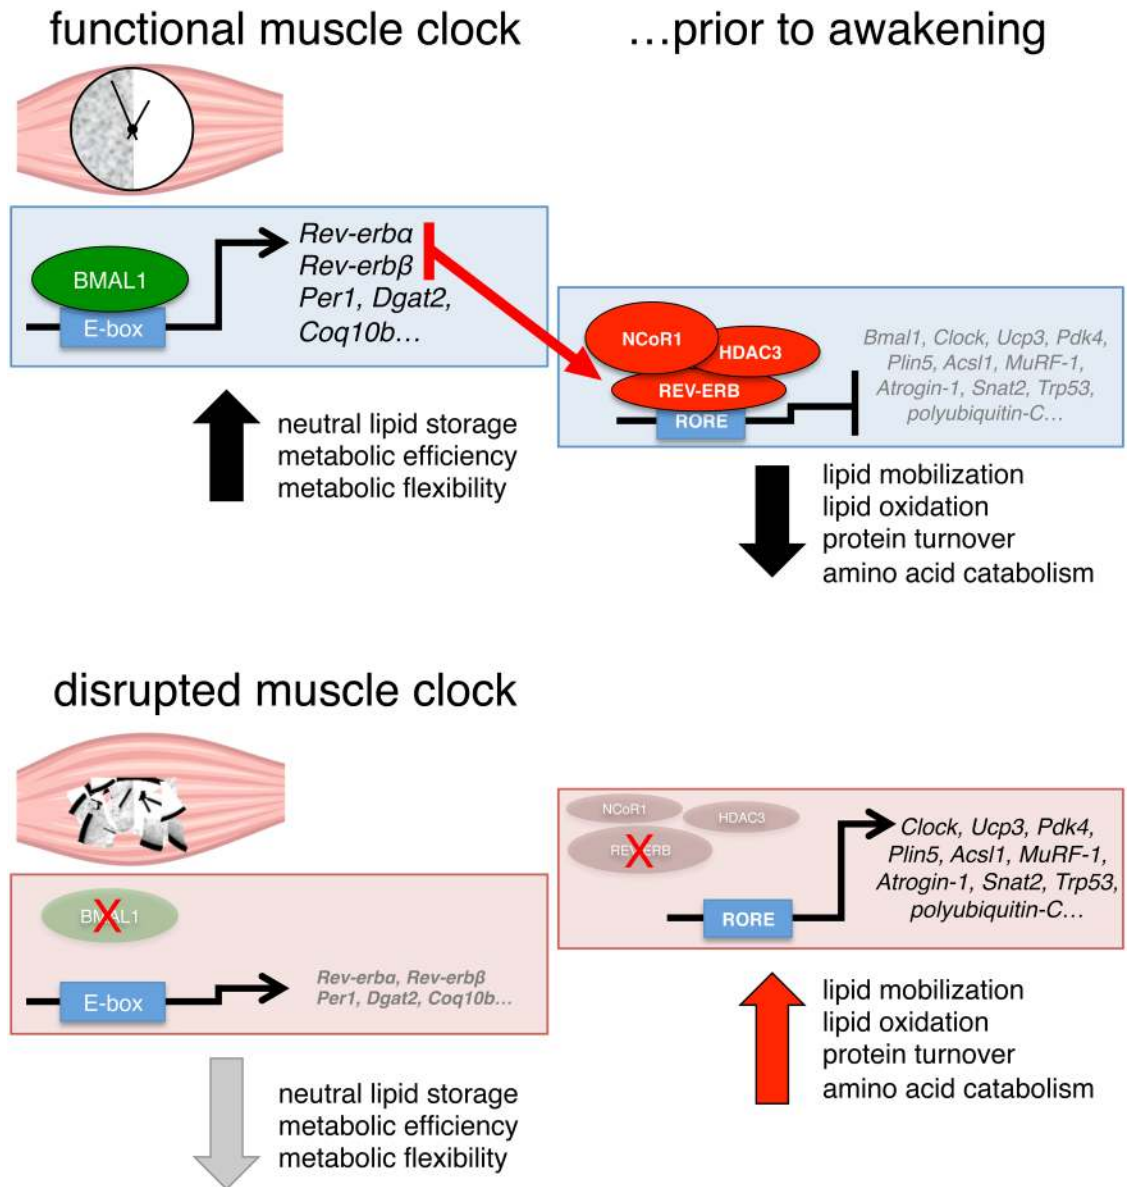 functional muscle clock
…prior to awakening
BMAL1
E-box
Rev-erbα
Rev-erbβ
Per1, Dgat2,
Coq10b…
neutral lipid storage
metabolic efficiency
metabolic flexibility
NCoR1
HDAC3
REV-ERB
RORE
Bmal1, Clock, Ucp3, Pdk4,
Plin5, Acsl1, MuRF-1,
Atrogin-1, Snat2, Trp53,
polyubiquitin-C…
lipid mobilization
lipid oxidation
protein turnover
amino acid catabolism
disrupted muscle clock
BMAL1
X
E-box
Rev-erbα, Rev-erbβ
Per1, Dgat2, Coq10b…
neutral lipid storage
metabolic efficiency
metabolic flexibility
NCoR1
HDAC3
REV-ERB
X
RORE
Clock, Ucp3, Pdk4,
Plin5, Acsl1, MuRF-1,
Atrogin-1, Snat2, Trp53,
polyubiquitin-C…
lipid mobilization
lipid oxidation
protein turnover
amino acid catabolism